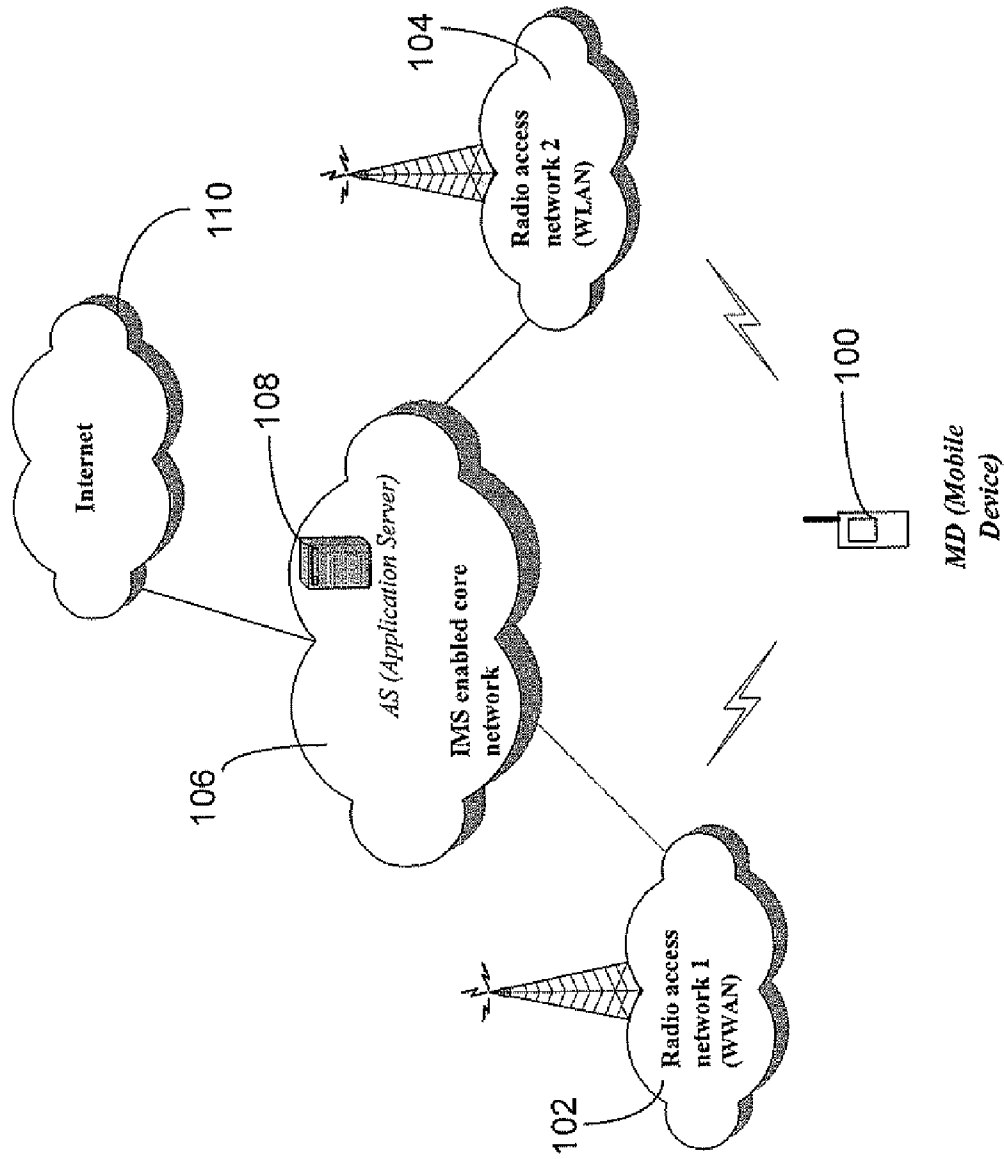 110
Internet
108
AS (Application Server)
106
IMS enabled core
network
104
Radio access
network 2
(WLAN)
102
Radio access
network 1
(WWAN)
100
MD (Mobile
Device)